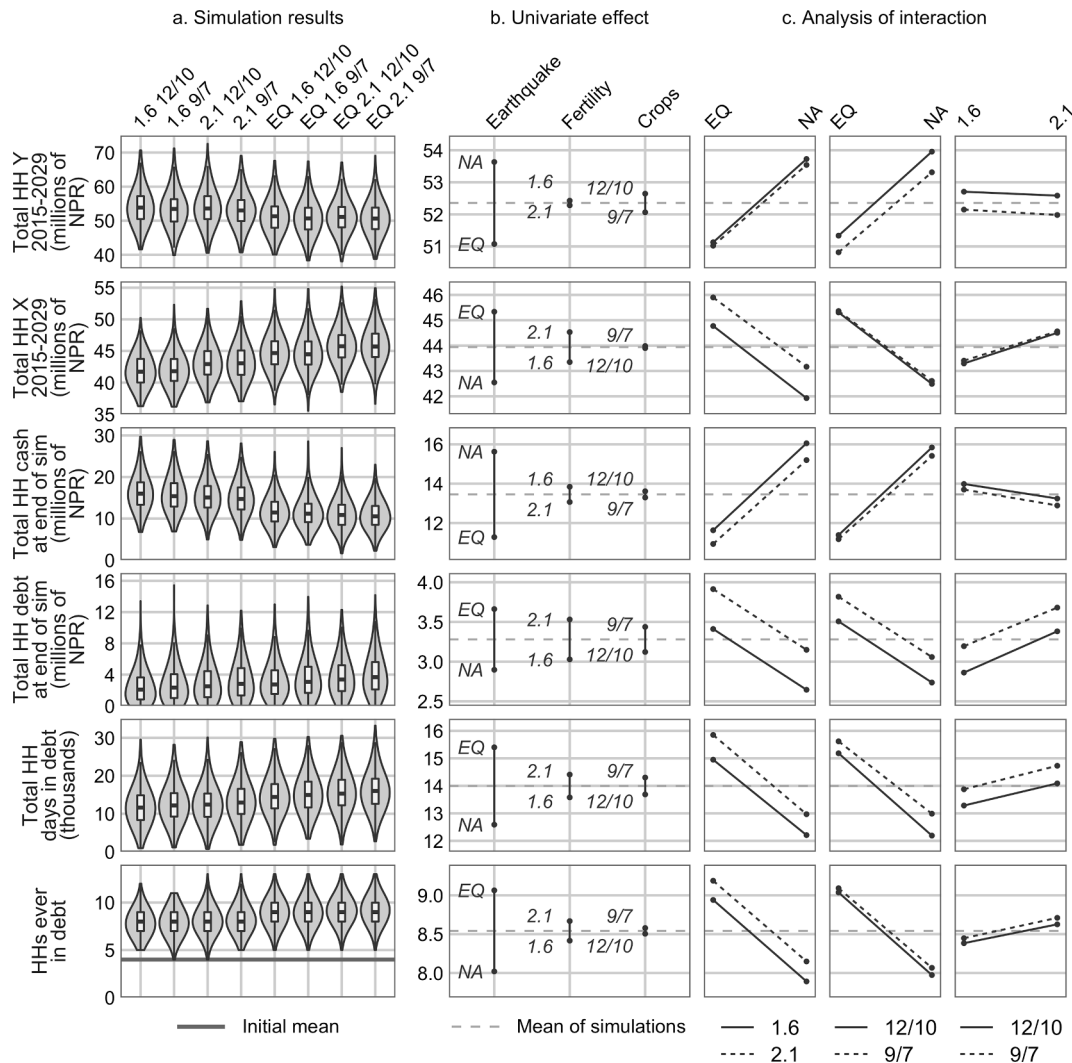 a. Simulation results
b. Univariate effect
c. Analysis of interaction
1.6 12/10
1.6 9/7
2.1 12/10
2.1 9/7
EQ 1.6 12/10
EQ 1.6 9/7
EQ 2.1 12/10
EQ 2.1 9/7
Earthquake
Fertility
Crops
EQ
NA
EQ
NA
1.6
2.1
Total HH Y
2015-2029
(millions of
NPR)
70
60
50
40
54
53
52
51
NA
EQ
1.6
2.1
12/10
9/7
Total HH X
2015-2029
(millions of
NPR)
55
50
45
40
35
46
45
44
43
42
EQ
NA
2.1
1.6
9/7
12/10
Total HH cash
at end of sim
(millions of
NPR)
30
20
10
0
16
14
12
NA
EQ
1.6
2.1
12/10
9/7
Total HH debt
at end of sim
(millions of
NPR)
16
12
8
4
0
4.0
3.5
3.0
2.5
EQ
NA
2.1
1.6
9/7
12/10
Total HH
days in debt
(thousands)
30
20
10
0
16
15
14
13
12
EQ
NA
2.1
1.6
9/7
12/10
HHs ever
in debt
10
5
0
9.0
8.5
8.0
EQ
NA
2.1
1.6
9/7
12/10
Initial mean
Mean of simulations
1.6
2.1
12/10
9/7
12/10
9/7